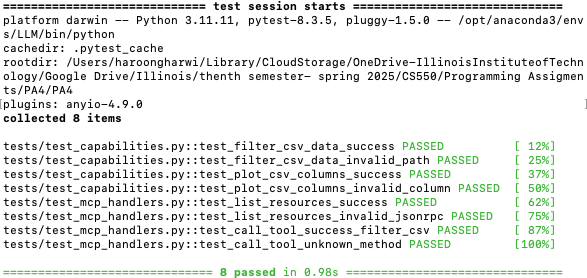 ============================= test session starts ==============================
platform darwin -- Python 3.11.11, pytest-8.3.5, pluggy-1.5.0 -- /opt/anaconda3/env
s/LLM/bin/python
cachedir: .pytest_cache
rootdir: /Users/haroongharwi/Library/CloudStorage/OneDrive-IllinoisInstituteofTechn
ology/Google Drive/Illinois/thenth semester- spring 2025/CS550/Programming Assigmen
ts/PA4/PA4
plugins: anyio-4.9.0
collected 8 items
tests/test_capabilities.py::test_filter_csv_data_success PASSED [ 12%]
tests/test_capabilities.py::test_filter_csv_data_invalid_path PASSED [ 25%]
tests/test_capabilities.py::test_plot_csv_columns_success PASSED [ 37%]
tests/test_capabilities.py::test_plot_csv_columns_invalid_column PASSED [ 50%]
tests/test_mcp_handlers.py::test_list_resources_success PASSED [ 62%]
tests/test_mcp_handlers.py::test_list_resources_invalid_jsonrpc PASSED [ 75%]
tests/test_mcp_handlers.py::test_call_tool_success_filter_csv PASSED [ 87%]
tests/test_mcp_handlers.py::test_call_tool_unknown_method PASSED [100%]
============================== 8 passed in 0.98s ===============================